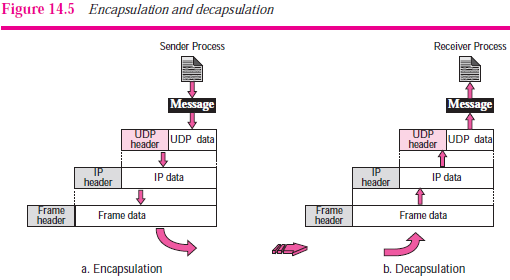 Figure 14.5 Encapsulation and decapsulation
Sender Process
Receiver Process
Message
Message
UDP
header
UDP data
UDP
header
UDP data
IP
header
IP data
IP
header
IP data
Frame
header
Frame data
Frame
header
Frame data
a. Encapsulation
b. Decapsulation